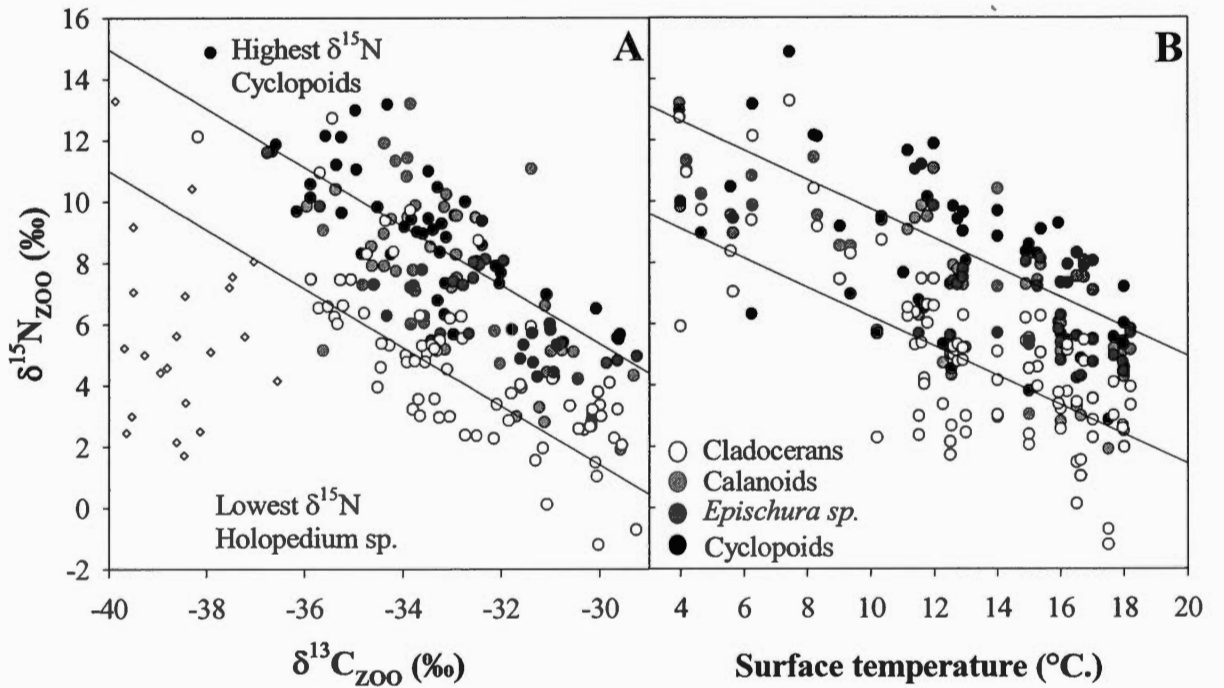 16
14
12
10
8
6
4
2
0
-2
δ15NZOO (‰)
A
Highest δ15N
Cyclopoids
Lowest δ15N
Holopedium sp.
-40
-38
-36
-34
-32
-30
δ13CZOO (‰)
B
Cladocerans
Calanoids
Epischura sp.
Cyclopoids
4
6
8
10
12
14
16
18
20
Surface temperature (°C.)